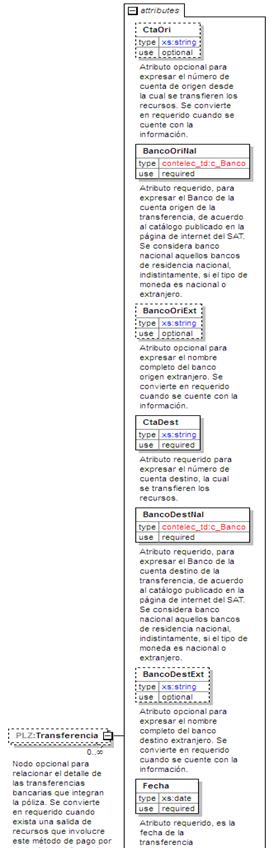 attributes
CtaOri
type xs:string
use optional
Atributo opcional para
expresar el número de
cuenta de origen desde
la cual se transfieren los
recursos. Se convierte
en requerido cuando se
cuente con la
información.
BancoOriNal
type contelec_td:c_Banco
use required
Atributo requerido, para
expresar el Banco de la
cuenta origen de la
transferencia, de acuerdo
al catálogo publicado en la
página de internet del SAT.
Se considera banco
nacional aquellos bancos
de residencia nacional,
indistintamente, si el tipo de
moneda es nacional o
extranjero.
BancoOriExt
type xs:string
use optional
Atributo opcional para
expresar el nombre
completo del banco
origen extranjero. Se
convierte en requerido
cuando se cuente con la
información.
CtaDest
type xs:string
use required
Atributo requerido para
expresar el número de
cuenta destino, la cual
se transfieren los
recursos.
BancoDestNal
type contelec_td:c_Banco
use required
Atributo requerido, para
expresar el Banco de la
cuenta destino de la
transferencia, de acuerdo
al catálogo publicado en la
página de internet del SAT.
Se considera banco
nacional aquellos bancos
de residencia nacional,
indistintamente, si el tipo de
moneda es nacional o
extranjero.
BancoDestExt
type xs:string
use optional
Atributo opcional para
expresar el nombre
completo del banco
destino extranjero. Se
convierte en requerido
cuando se cuente con la
información.
Fecha
type xs:date
use required
Atributo requerido, es la
fecha de la
transferencia
PLZ:Transferencia
0..∞
Nodo opcional para
relacionar el detalle de
las transferencias
bancarias que integran
la póliza. Se convierte
en requerido cuando
exista una salida de
recursos que involucre
este método de pago por